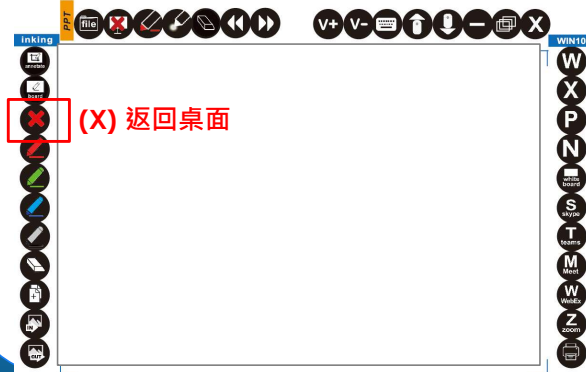 PPT
file
V+
V-
X
inking
WIN10
annotate
board
(X) 返回桌面
IN
OUT
W
X
P
N
white
board
S
skype
T
teams
M
Meet
W
WebEx
Z
zoom